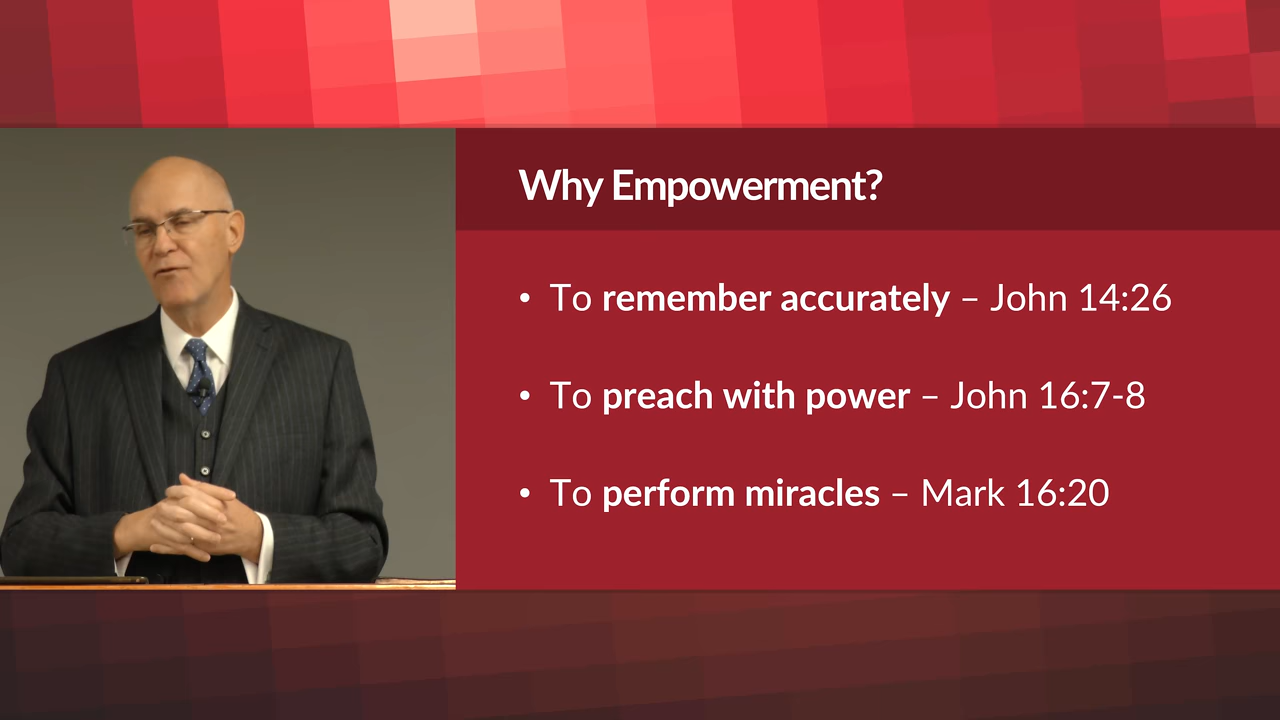 Why Empowerment?
• To remember accurately – John 14:26
• To preach with power – John 16:7-8
• To perform miracles – Mark 16:20